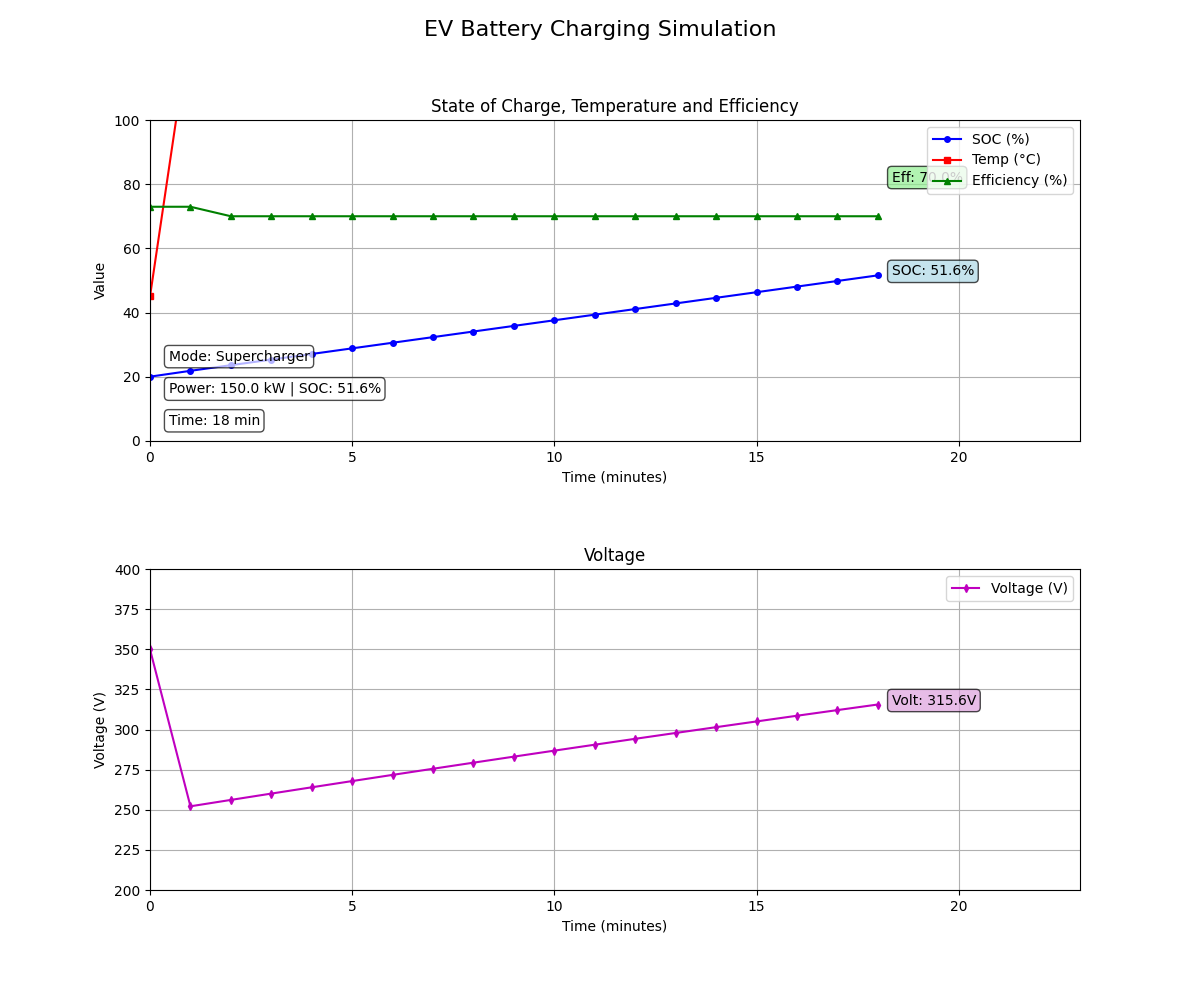 EV Battery Charging Simulation
State of Charge, Temperature and Efficiency
100
80
60
40
20
0
Value
SOC (%)
Temp (°C)
Efficiency (%)
Eff: 70.0%
SOC: 51.6%
Mode: Supercharger
Power: 150.0 kW | SOC: 51.6%
Time: 18 min
0 5 10 15 20
Time (minutes)
Voltage
400
375
350
325
300
275
250
225
200
Voltage (V)
Voltage (V)
Volt: 315.6V
0 5 10 15 20
Time (minutes)